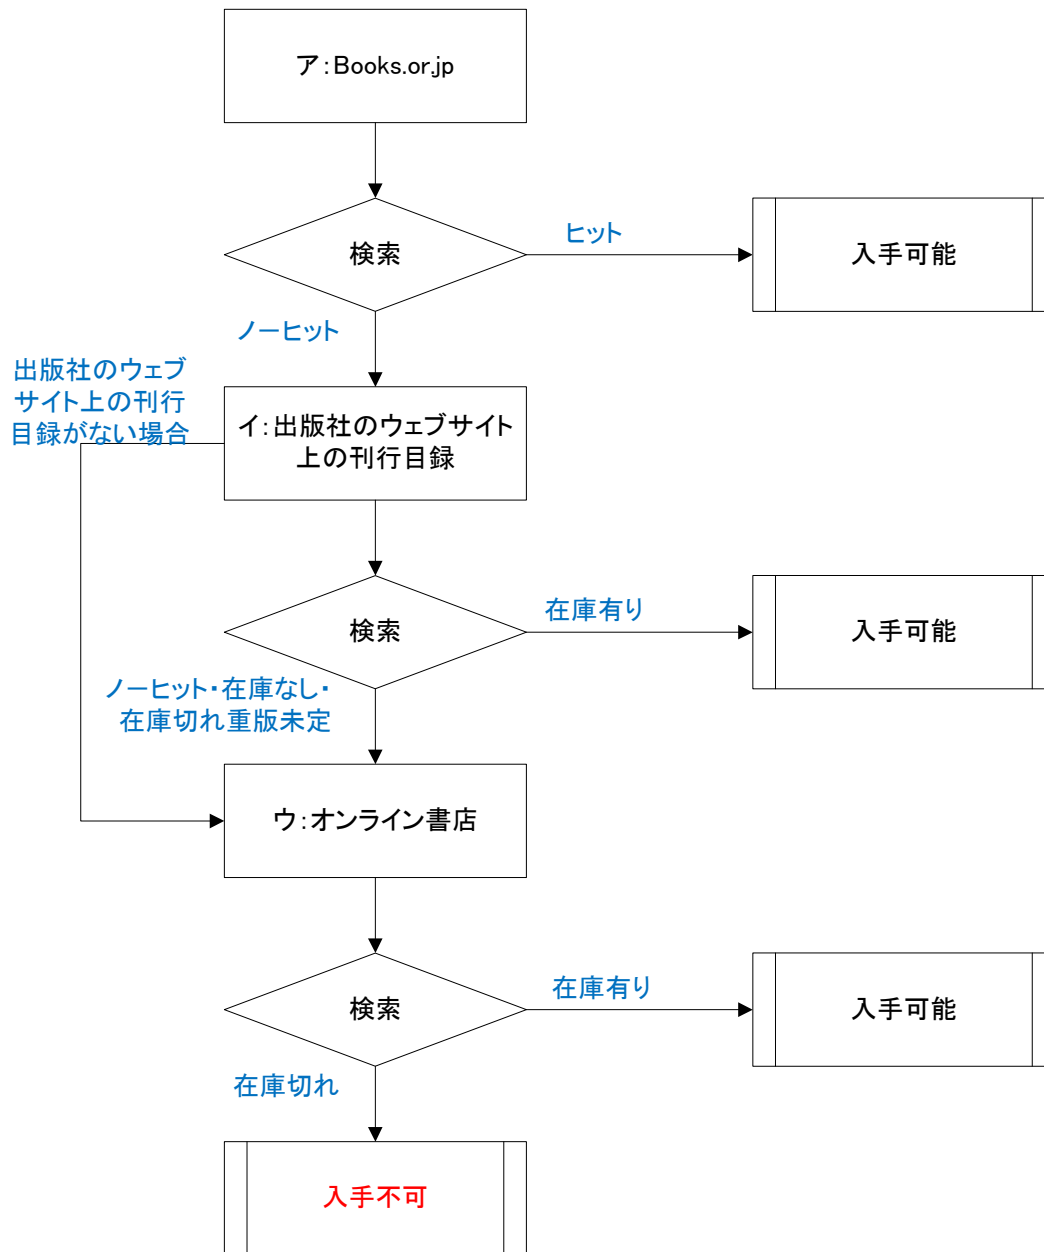 ア:Books.or.jp
検索
ヒット
入手可能
ノーヒット
出版社のウェブ
サイト上の刊行
目録がない場合
イ:出版社のウェブサイト
上の刊行目録
検索
在庫有り
入手可能
ノーヒット・在庫なし・
在庫切れ重版未定
ウ:オンライン書店
検索
在庫有り
入手可能
在庫切れ
入手不可